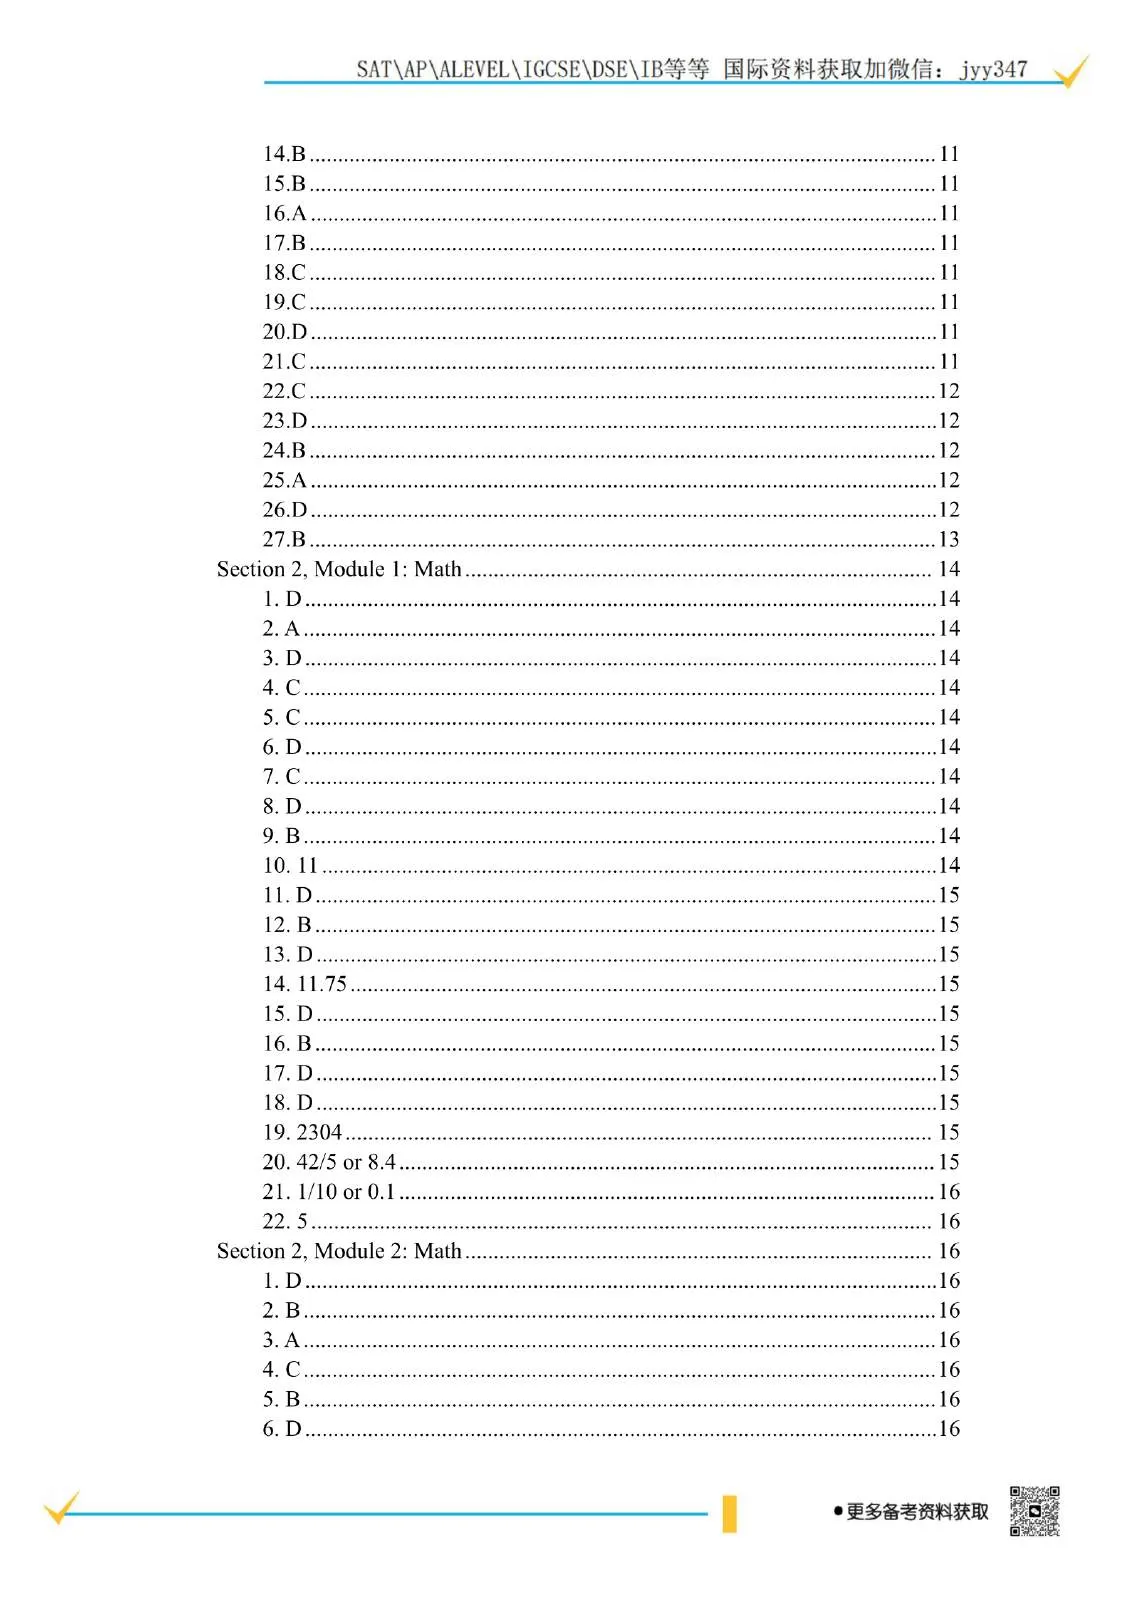 SAT\AP\ALEVEL\IGCSE\DSE\IB等等 国际资料获取加微信：jyy347
14.B........................................ 11
15.B........................................ 11
16.A........................................ 11
17.B........................................ 11
18.C........................................ 11
19.C........................................ 11
20.D........................................ 11
21.C........................................ 11
22.C........................................ 12
23.D........................................ 12
24.B........................................ 12
25.A........................................ 12
26.D........................................ 12
27.B........................................ 13
Section 2, Module 1: Math........................................ 14
1. D........................................ 14
2. A........................................ 14
3. D........................................ 14
4. C........................................ 14
5. C........................................ 14
6. D........................................ 14
7. C........................................ 14
8. D........................................ 14
9. B........................................ 14
10. 11........................................ 14
11. D........................................ 15
12. B........................................ 15
13. D........................................ 15
14. 11.75........................................ 15
15. D........................................ 15
16. B........................................ 15
17. D........................................ 15
18. D........................................ 15
19. 2304........................................ 15
20. 42/5 or 8.4........................................ 15
21. 1/10 or 0.1........................................ 16
22. 5........................................ 16
Section 2, Module 2: Math........................................ 16
1. D........................................ 16
2. B........................................ 16
3. A........................................ 16
4. C........................................ 16
5. B........................................ 16
6. D........................................ 16
•更多备考资料获取